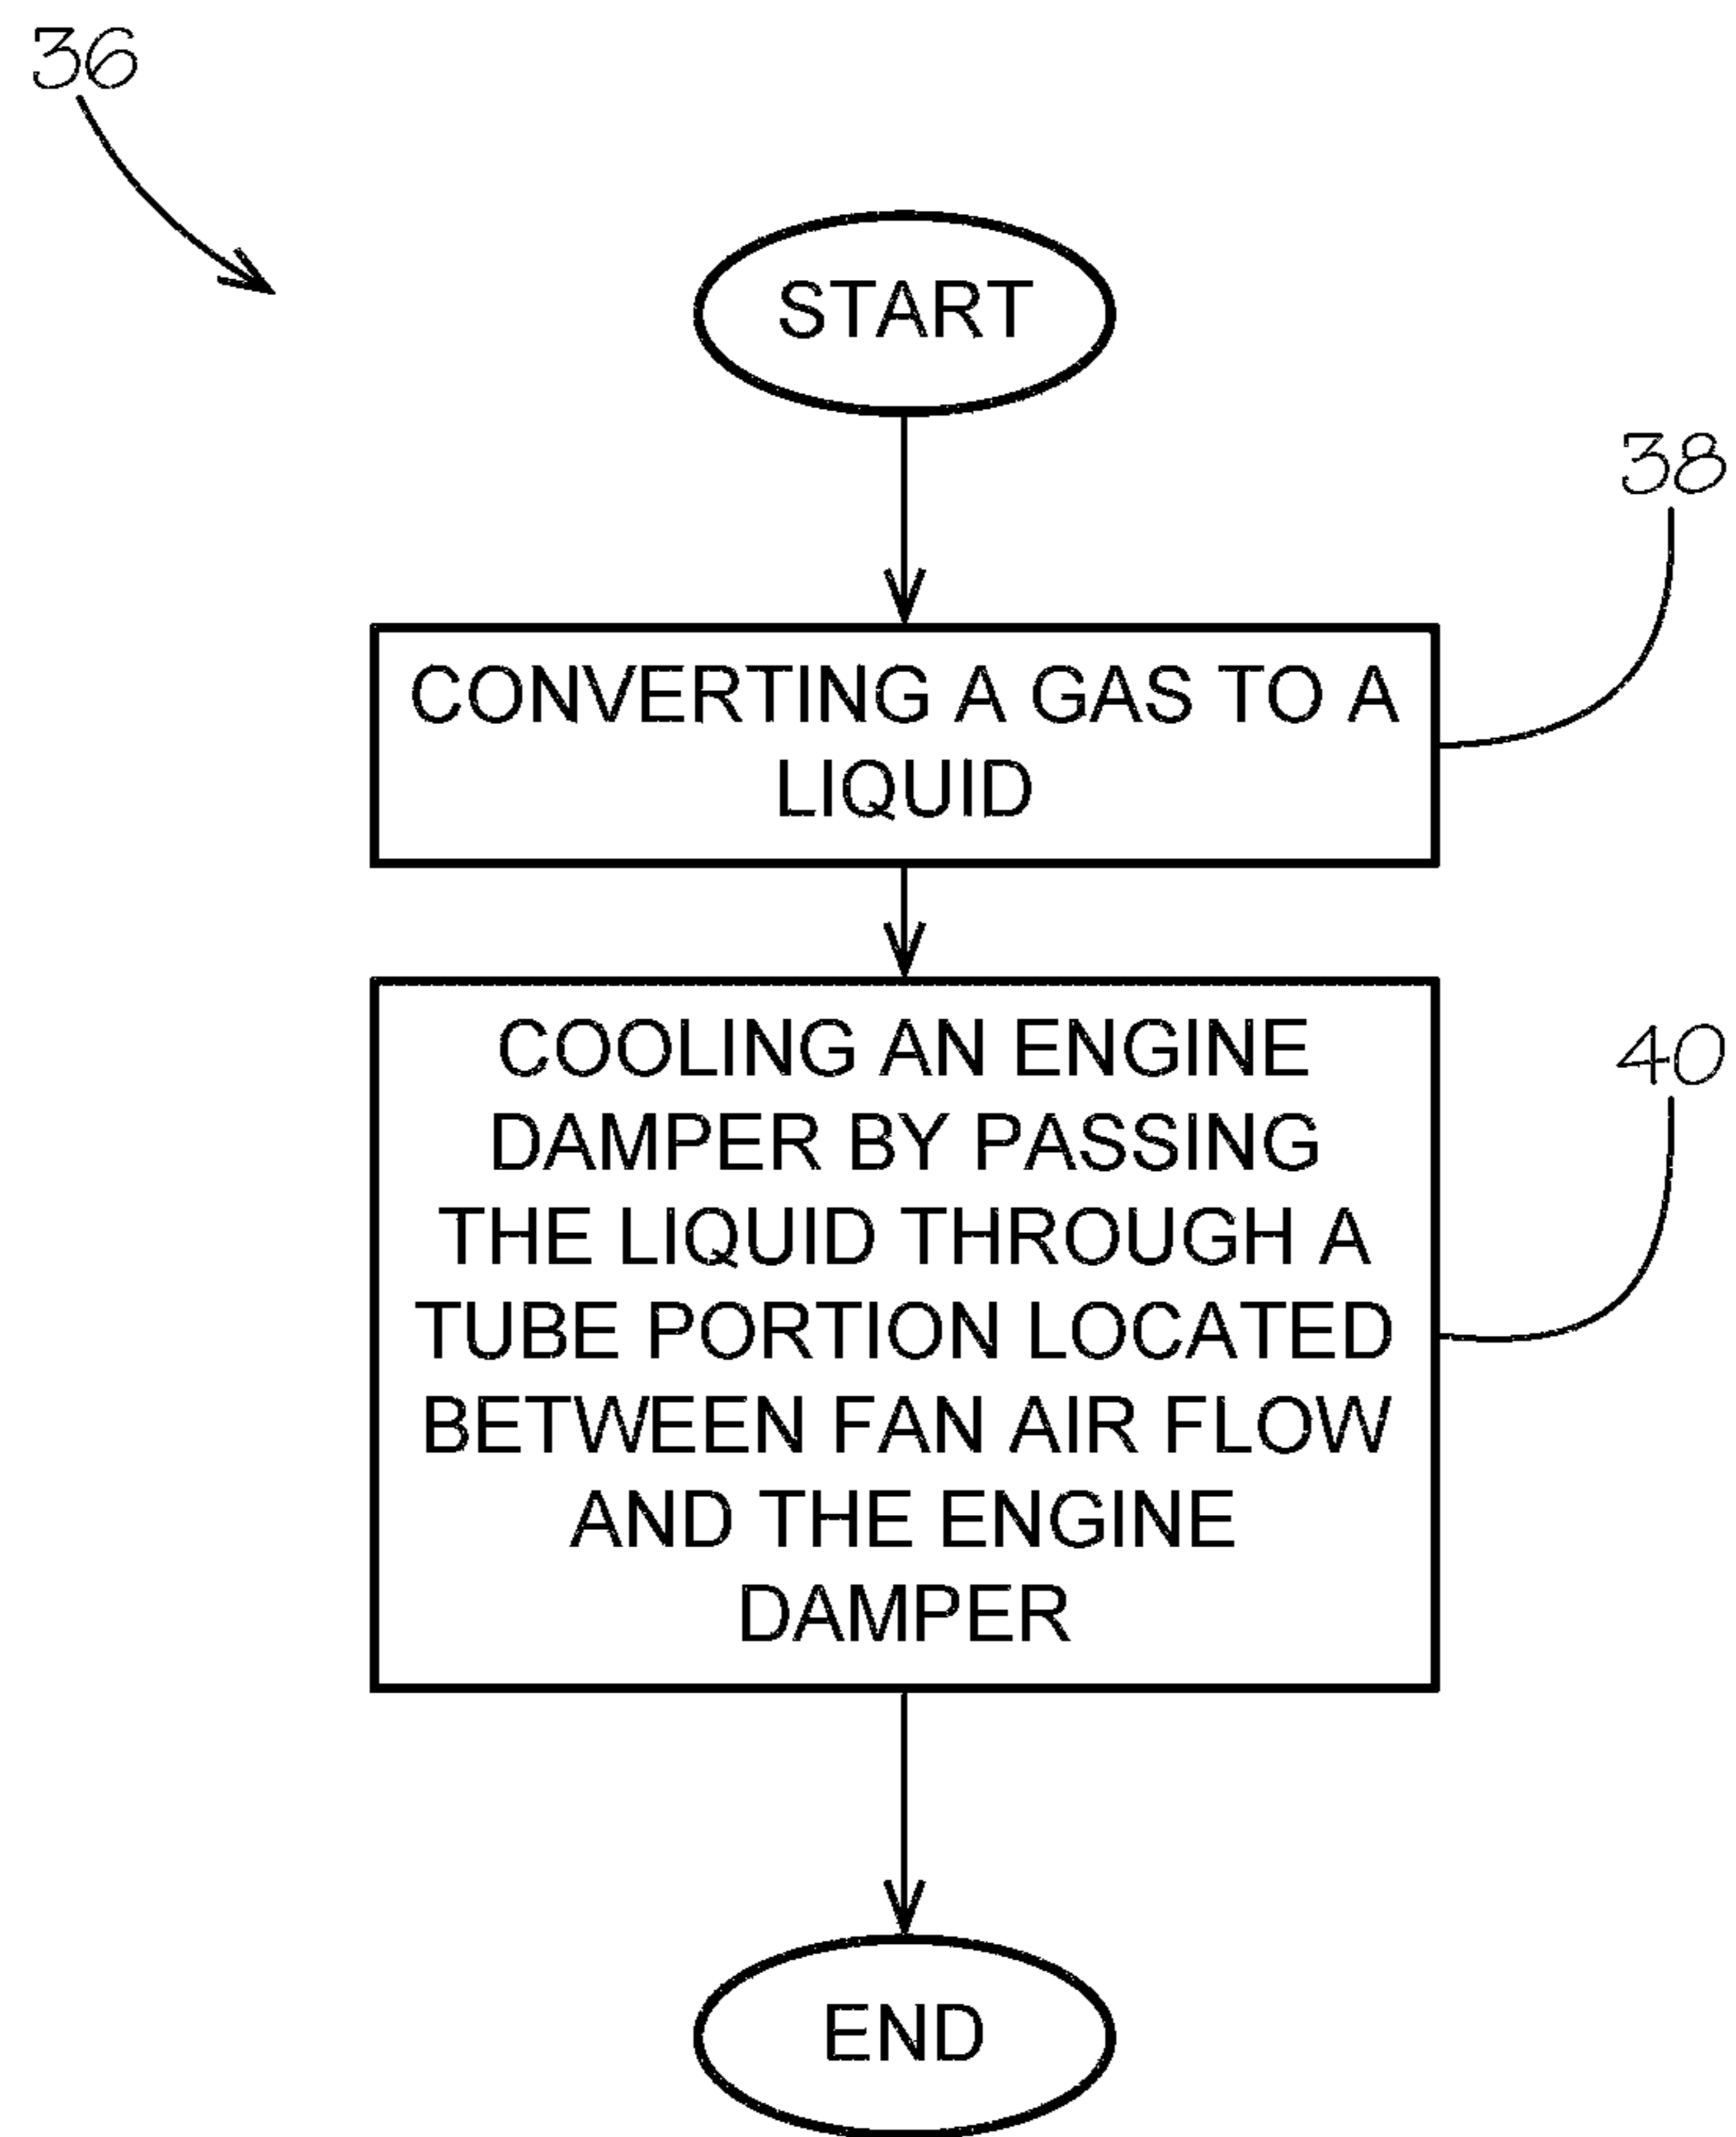 36
START
38
CONVERTING A GAS TO A
LIQUID
COOLING AN ENGINE
40
DAMPER BY PASSING
THE LIQUID THROUGH A
TUBE PORTION LOCATED
BETWEEN FAN AIR FLOW
AND THE ENGINE
DAMPER
END